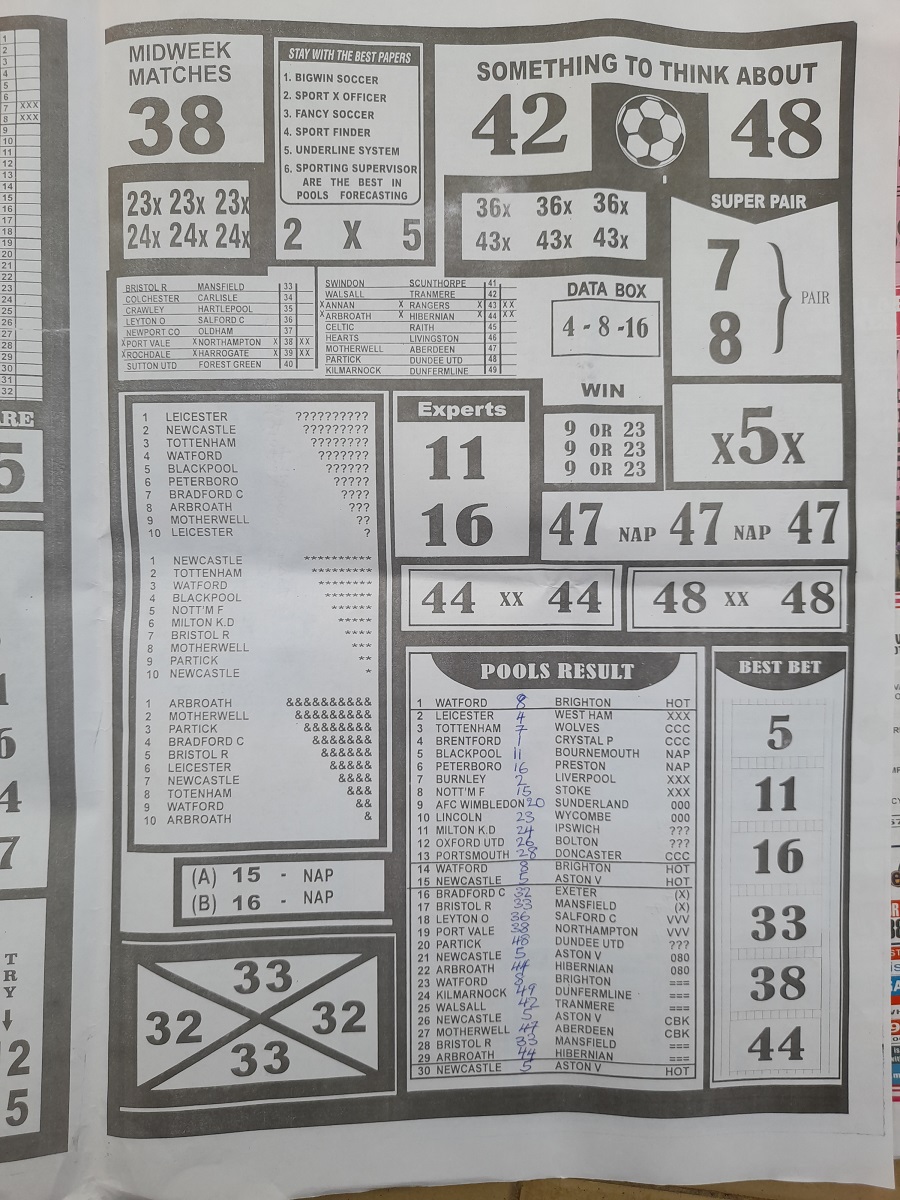 MIDWEEK
MATCHES
38
23x 23x 23x
24x 24x 24x
STAY WITH THE BEST PAPERS
1. BIGWIN SOCCER
2. SPORT X OFFICER
3. FANCY SOCCER
4. SPORT FINDER
5. UNDERLINE SYSTEM
6. SPORTING SUPERVISOR
ARE THE BEST IN
POOLS FORECASTING
2 X 5
SOMETHING TO THINK ABOUT
42 48
36x 36x 36x
43x 43x 43x
SUPER PAIR
7
8
PAIR
BRISTOL R MANSFIELD 33
COLCHESTER CARLISLE 34
CRAWLEY HARTLEPOOL 35
LEYTON O SALFORD C 36
NEWPORT CO OLDHAM 37
XPORT VALE XNORTHAMPTON X 38 XX
XROCHDALE XHARROGATE X 39 XX
SUTTON UTD FOREST GREEN 40
SWINDON SCUNTHORPE 41
WALSALL TRANMERE 42
XANNAN X RANGERS X 43 XX
XARBROATH X HIBERNIAN X 44 XX
CELTIC RAITH 45
HEARTS LIVINGSTON 46
MOTHERWELL ABERDEEN 47
PARTICK DUNDEE UTD 48
KILMARNOCK DUNFERMLINE 49
DATA BOX
4 - 8 -16
WIN
9 OR 23
9 OR 23
9 OR 23
x5x
1 LEICESTER ??????????
2 NEWCASTLE ?????????
3 TOTTENHAM ????????
4 WATFORD ???????
5 BLACKPOOL ??????
6 PETERBORO ?????
7 BRADFORD C ????
8 ARBROATH ???
9 MOTHERWELL ??
10 LEICESTER ?
1 NEWCASTLE **********
2 TOTTENHAM *********
3 WATFORD ********
4 BLACKPOOL *******
5 NOTT'M F ******
6 MILTON K.D *****
7 BRISTOL R ****
8 MOTHERWELL ***
9 PARTICK **
10 NEWCASTLE *
1 ARBROATH &&&&&&&&&&
2 MOTHERWELL &&&&&&&&&
3 PARTICK &&&&&&&&
4 BRADFORD C &&&&&&&
5 BRISTOL R &&&&&&
6 LEICESTER &&&&&
7 NEWCASTLE &&&&
8 TOTENHAM &&&
9 WATFORD &&
10 ARBROATH &
Experts
11
16
47 NAP 47 NAP 47
44 XX 44
48 XX 48
(A) 15 - NAP
(B) 16 - NAP
33
32 32
33
POOLS RESULT
1 WATFORD 8 BRIGHTON HOT
2 LEICESTER 4 WEST HAM XXX
3 TOTTENHAM 7 WOLVES CCC
4 BRENTFORD 1 CRYSTAL P CCC
5 BLACKPOOL 11 BOURNEMOUTH NAP
6 PETERBORO 16 PRESTON NAP
7 BURNLEY 2 LIVERPOOL XXX
8 NOTT'M F 15 STOKE XXX
9 AFC WIMBLEDON 20 SUNDERLAND 000
10 LINCOLN 23 WYCOMBE 000
11 MILTON K.D 24 IPSWICH ???
12 OXFORD UTD 26 BOLTON ???
13 PORTSMOUTH 28 DONCASTER CCC
14 WATFORD 8 BRIGHTON HOT
15 NEWCASTLE 5 ASTON V HOT
16 BRADFORD C 32 EXETER (X)
17 BRISTOL R 33 MANSFIELD (X)
18 LEYTON O 36 SALFORD C VVV
19 PORT VALE 38 NORTHAMPTON VVV
20 PARTICK 48 DUNDEE UTD ???
21 NEWCASTLE 5 ASTON V 080
22 ARBROATH 44 HIBERNIAN 080
23 WATFORD 8 BRIGHTON ===
24 KILMARNOCK 49 DUNFERMLINE ===
25 WALSALL 42 TRANMERE ===
26 NEWCASTLE 5 ASTON V CBK
27 MOTHERWELL 47 ABERDEEN CBK
28 BRISTOL R 33 MANSFIELD ===
29 ARBROATH 44 HIBERNIAN ===
30 NEWCASTLE 5 ASTON V HOT
BEST BET
5
11
16
33
38
44